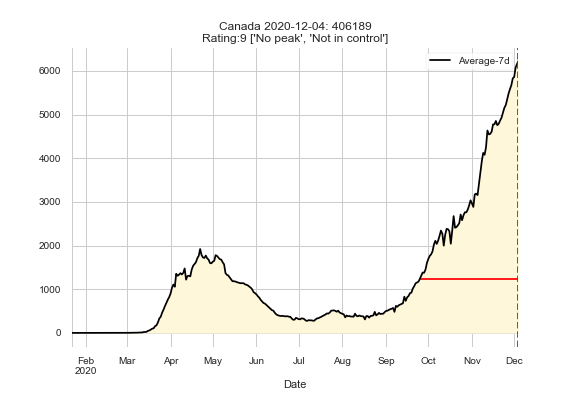 Canada 2020-12-04: 406189
Rating:9 ['No peak', 'Not in control']
Average-7d
6000
5000
4000
3000
2000
1000
0
Feb Mar Apr May Jun Jul Aug Sep Oct Nov Dec
2020
Date